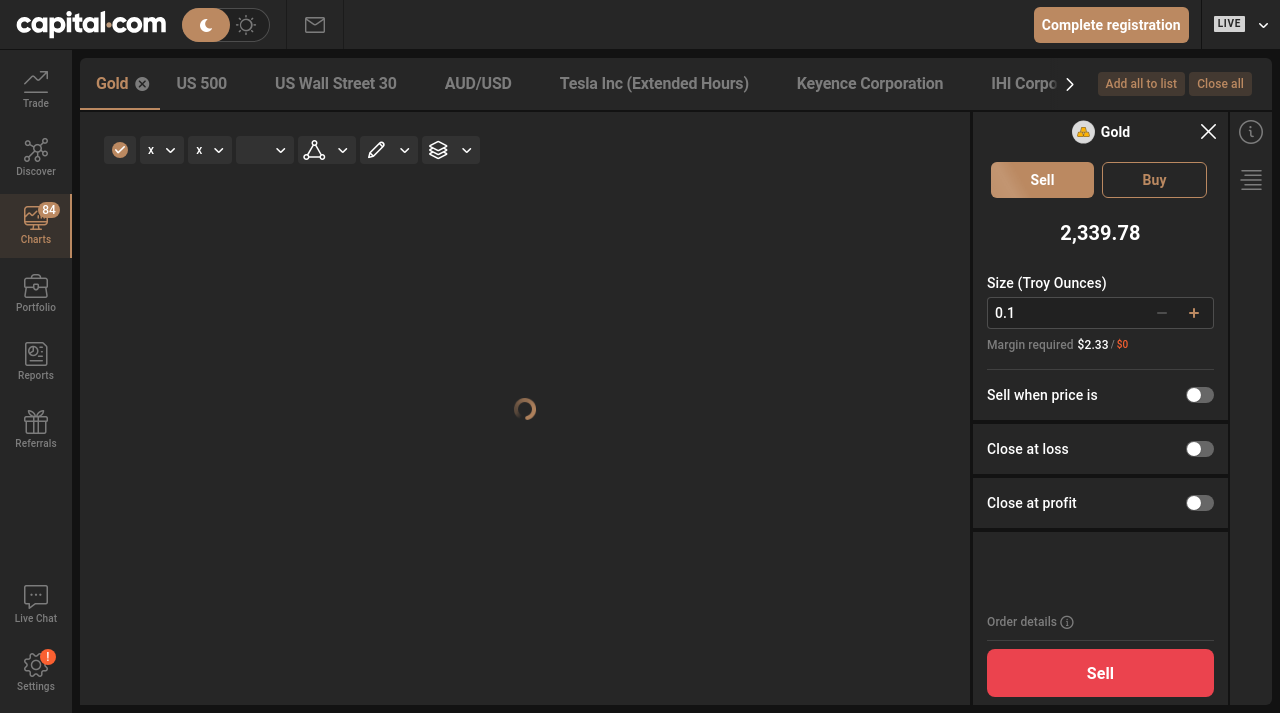 capital.com
Complete registration
LIVE
Trade
Discover
84
Charts
Portfolio
Reports
Referrals
Live Chat
!
Settings
Gold
US 500
US Wall Street 30
AUD/USD
Tesla Inc (Extended Hours)
Keyence Corporation
IHI Corpo
Add all to list
Close all
x
x
Gold
Sell
Buy
2,339.78
Size (Troy Ounces)
0.1
Margin required $2.33 / $0
Sell when price is
Close at loss
Close at profit
Order details
Sell